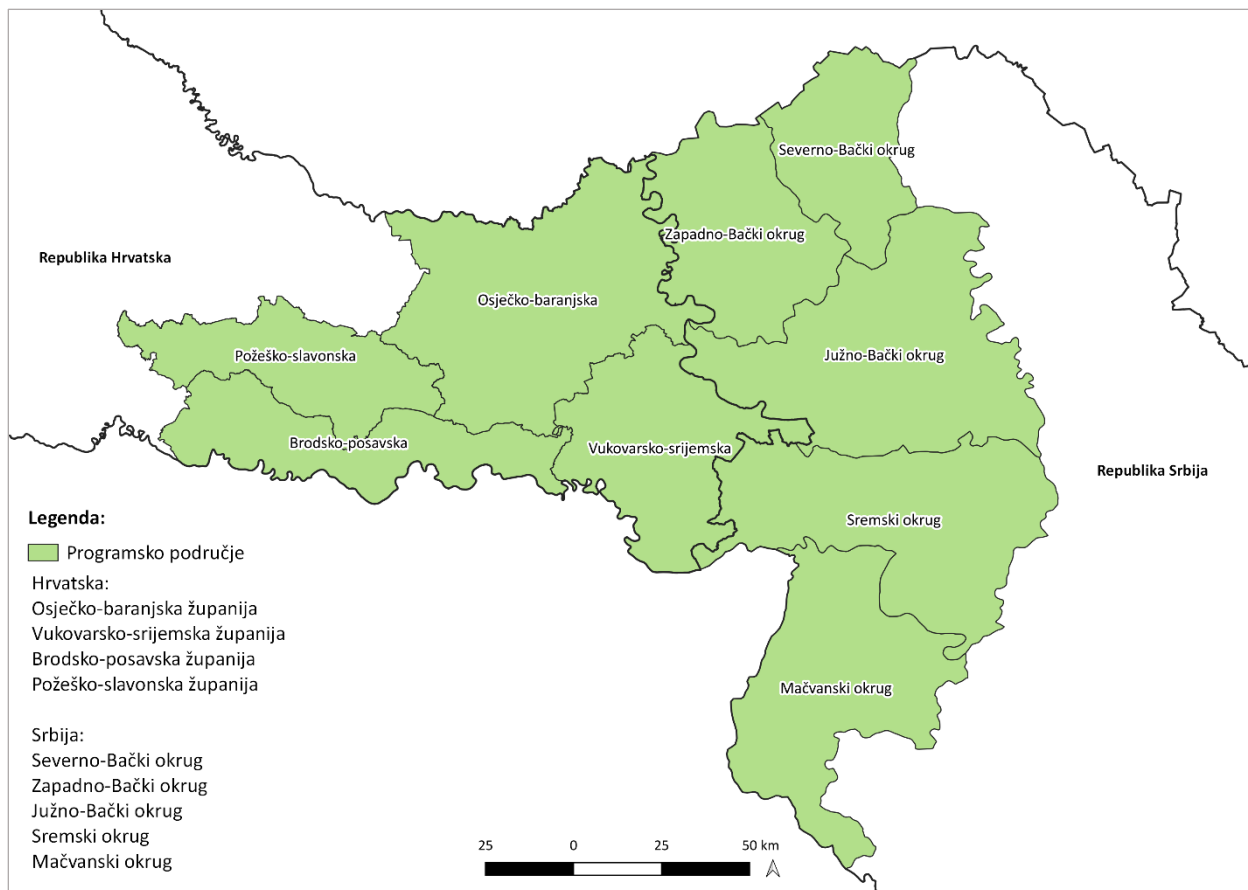 Severno-Bački okrug
Zapadno-Bački okrug
Republika Hrvatska
Osječko-baranjska
Požeško-slavonska
Južno-Bački okrug
Brodsko-posavska
Vukovarsko-srijemska
Republika Srbija
Sremski okrug
Mačvanski okrug
Legenda:
Programsko područje
Hrvatska:
Osječko-baranjska županija
Vukovarsko-srijemska županija
Brodsko-posavska županija
Požeško-slavonska županija
Srbija:
Severno-Bački okrug
Zapadno-Bački okrug
Južno-Bački okrug
Sremski okrug
Mačvanski okrug
25 0 25 50 km